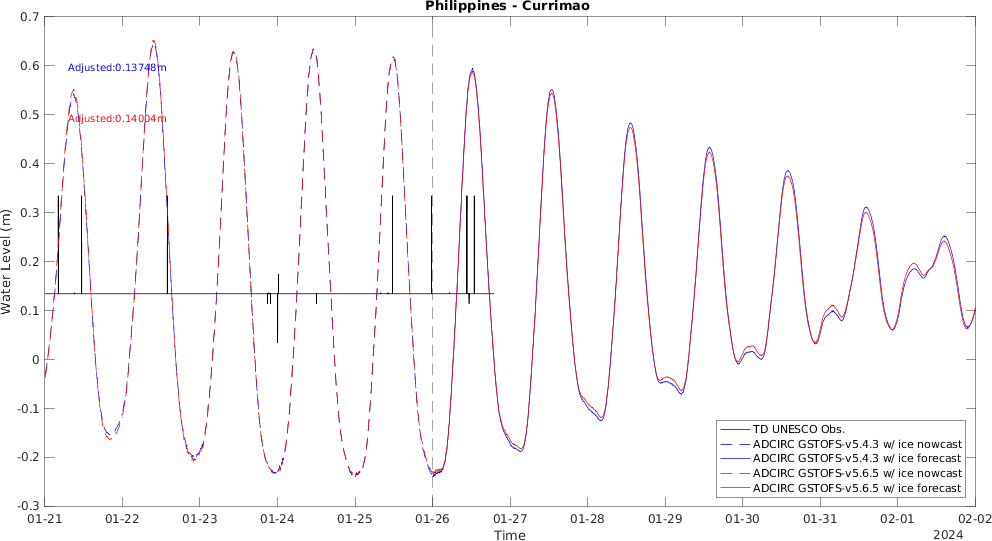 Philippines - Currimao
0.7
0.6
0.5
0.4
0.3
0.2
0.1
0
-0.1
-0.2
-0.3
Water Level (m)
Adjusted:0.13748m
Adjusted:0.14004m
TD UNESCO Obs.
ADCIRC GSTOFS-v5.4.3 w/ ice nowcast
ADCIRC GSTOFS-v5.4.3 w/ ice forecast
ADCIRC GSTOFS-v5.6.5 w/ ice nowcast
ADCIRC GSTOFS-v5.6.5 w/ ice forecast
01-21 01-22 01-23 01-24 01-25 01-26 01-27 01-28 01-29 01-30 01-31 02-01 02-02
Time
2024